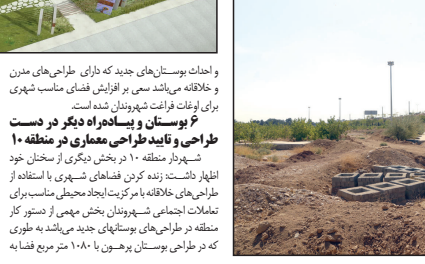 و احداث بوستان‌های جدید که دارای طراحی‌های مدرن
و خلاقانه می‌باشد سعی بر افزایش فضای مناسب شهری
برای اوغات فراغت شهروندان شده است.
۶ بوستان و پیاده‌راه دیگر در دست
طراحی و تایید طراحی معماری در منطقه ۱۰
شهردار منطقه ۱۰ در بخش دیگری از سخنان خود
اظهار داشت: زنده کردن فضاهای شهری با استفاده از
طراحی‌های خلاقانه با مرکزیت ایجاد محیطی مناسب برای
تعاملات اجتماعی شهروندان بخش مهمی از دستور کار
منطقه در طراحی‌های بوستانهای جدید می‌باشد به طوری
که در طراحی بوستان پرهون با ۱۰۸۰ متر مربع فضا به